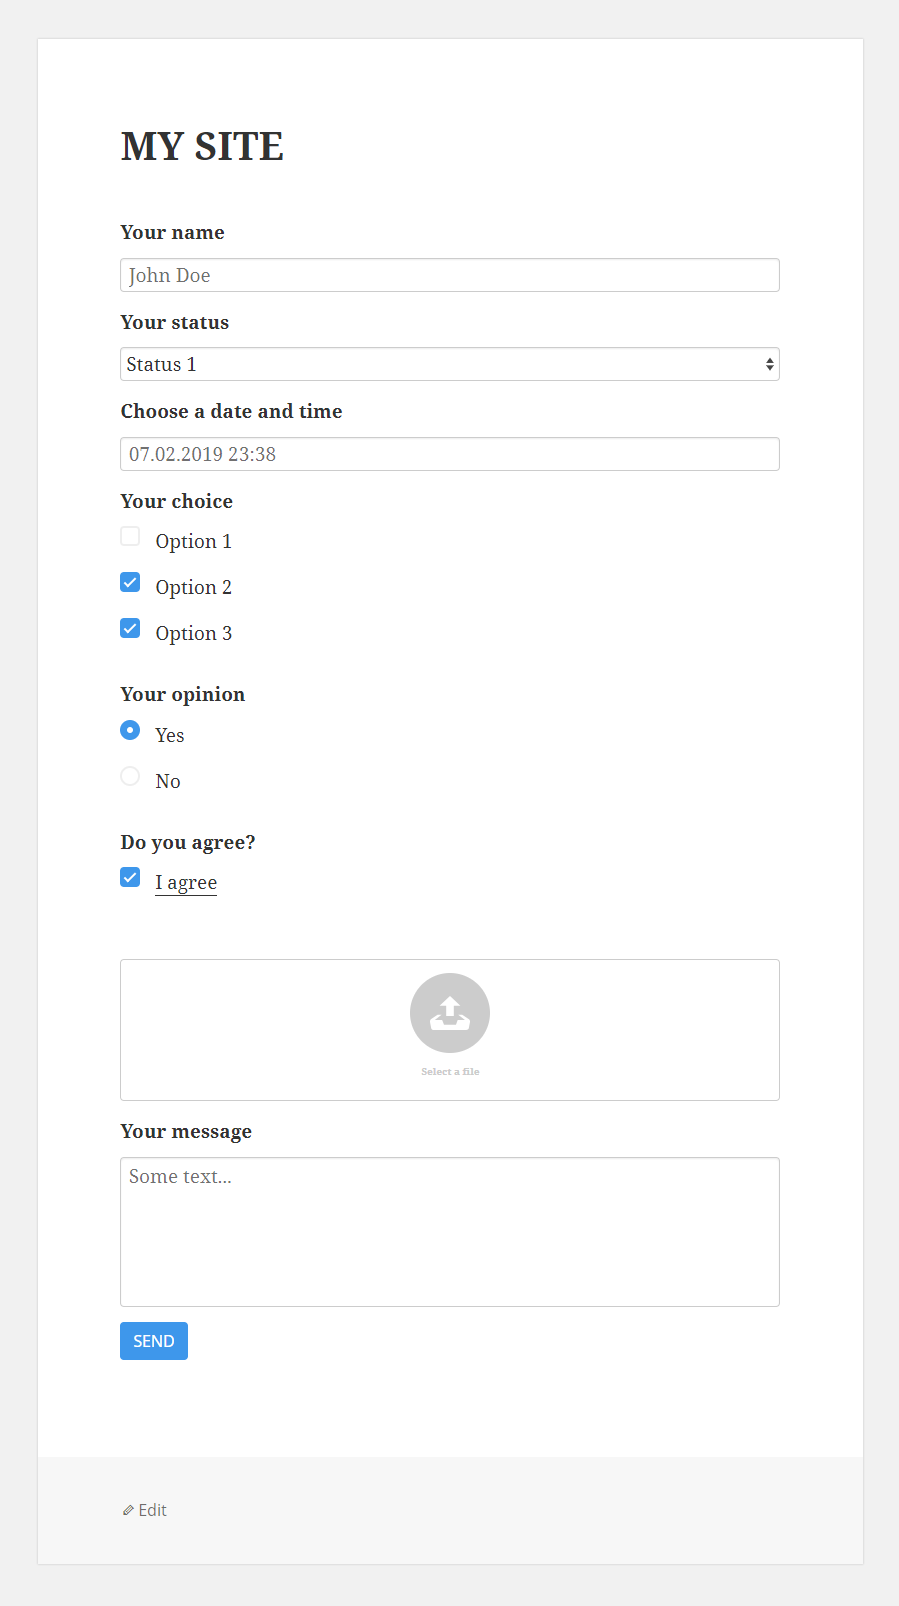 MY SITE
Your name
John Doe
Your status
Status 1
Choose a date and time
07.02.2019 23:38
Your choice
Option 1
Option 2
Option 3
Your opinion
Yes
No
Do you agree?
I agree
Select a file
Your message
Some text...
SEND
Edit